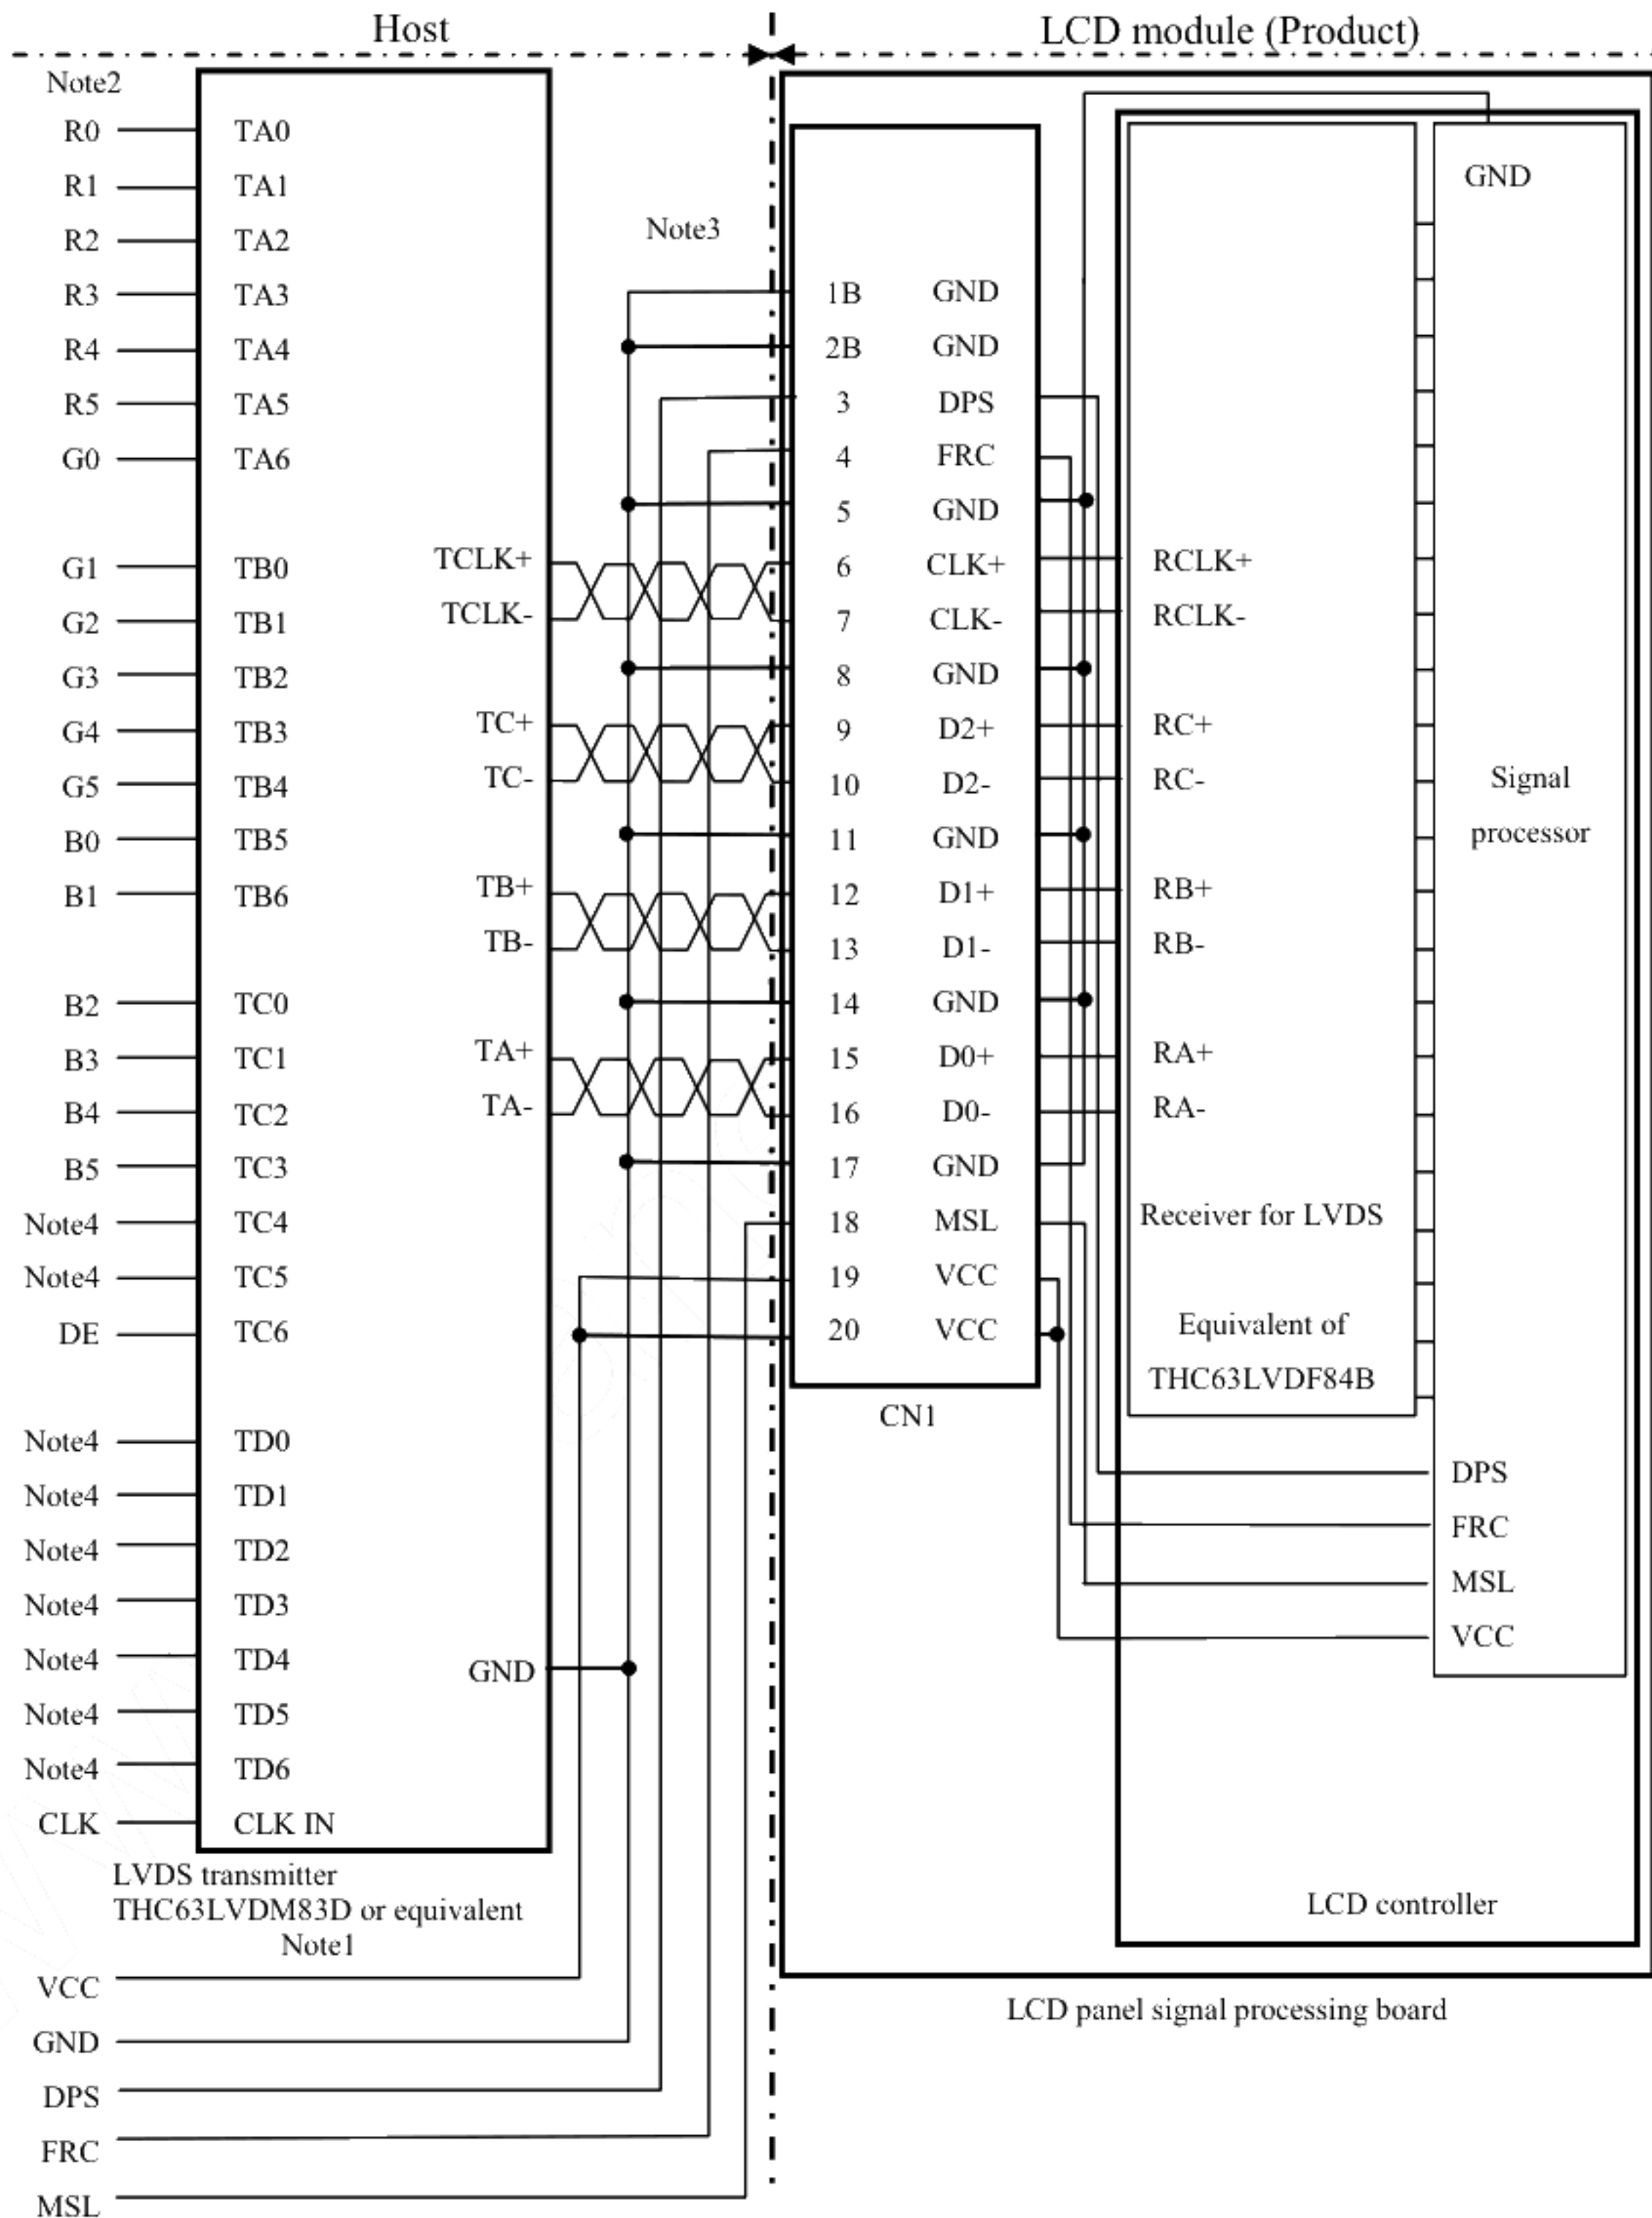 Host
LCD module (Product)
Note2
R0 TA0
R1 TA1
R2 TA2
R3 TA3
R4 TA4
R5 TA5
G0 TA6
G1 TB0
G2 TB1
G3 TB2
G4 TB3
G5 TB4
B0 TB5
B1 TB6
B2 TC0
B3 TC1
B4 TC2
B5 TC3
Note4 TC4
Note4 TC5
DE TC6
Note4 TD0
Note4 TD1
Note4 TD2
Note4 TD3
Note4 TD4
Note4 TD5
Note4 TD6
CLK CLK IN
TCLK+
TCLK-
TC+
TC-
TB+
TB-
TA+
TA-
GND
LVDS transmitter
THC63LVDM83D or equivalent
Note1
VCC
GND
DPS
FRC
MSL
Note3
1B GND
2B GND
3 DPS
4 FRC
5 GND
6 CLK+
7 CLK-
8 GND
9 D2+
10 D2-
11 GND
12 D1+
13 D1-
14 GND
15 D0+
16 D0-
17 GND
18 MSL
19 VCC
20 VCC
CN1
RCLK+
RCLK-
RC+
RC-
RB+
RB-
RA+
RA-
Receiver for LVDS
Equivalent of
THC63LVDF84B
GND
Signal
processor
DPS
FRC
MSL
VCC
LCD controller
LCD panel signal processing board